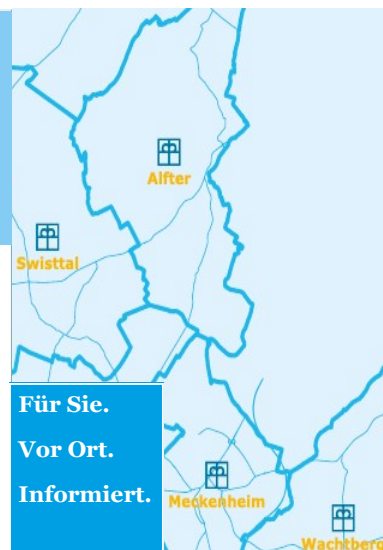 Alfter
Swisttal
Für Sie.
Vor Ort.
Informiert.
Meckenheim
Wachtberg